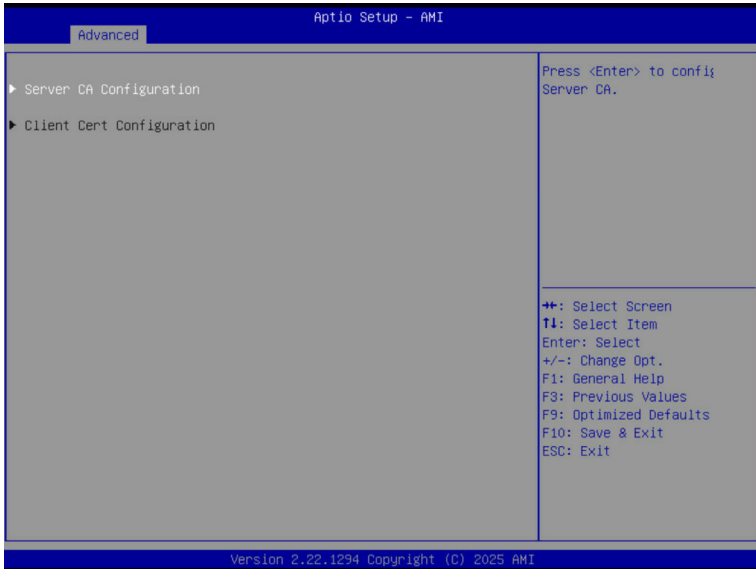 Aptio Setup – AMI
Advanced
▶ Server CA Configuration
▶ Client Cert Configuration
Press <Enter> to config
Server CA.
→←: Select Screen
↑↓: Select Item
Enter: Select
+/-: Change Opt.
F1: General Help
F3: Previous Values
F9: Optimized Defaults
F10: Save & Exit
ESC: Exit
Version 2.22.1294 Copyright (C) 2025 AMI